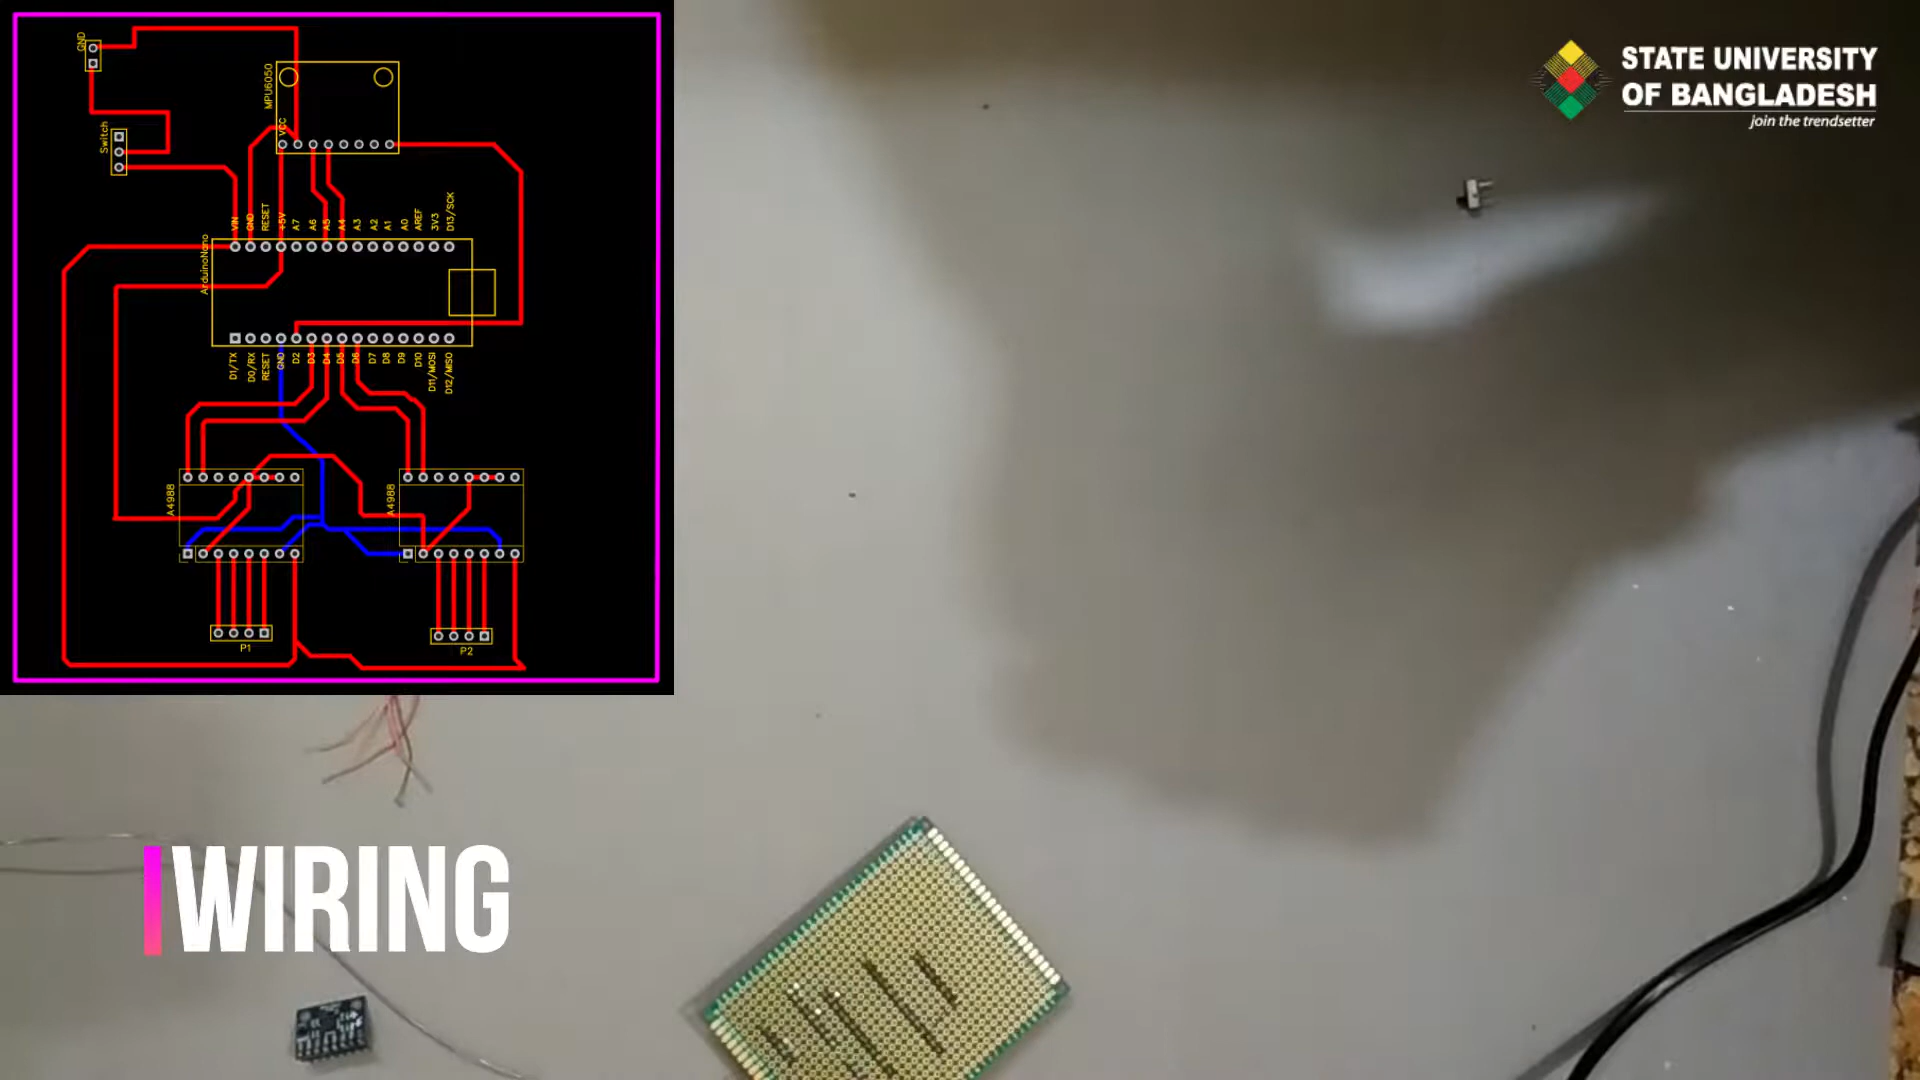 GND
MPU6050
VCC
Switch
VIN
GND
RESET
+5V
A7
A6
A5
A4
A3
A2
A1
A0
AREF
3V3
D13/SCK
ArduinoNano
D1/TX
D0/RX
RESET
GND
D2
D3
D4
D5
D6
D7
D8
D9
D10
D11/MOSI
D12/MISO
A4988
A4988
P1
P2
STATE UNIVERSITY
OF BANGLADESH
join the trendsetter
WIRING